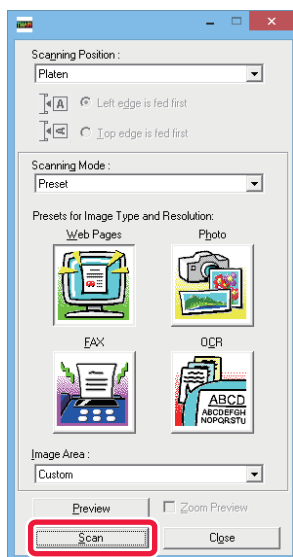 Scanning Position :
Platen
A Left edge is fed first
A Top edge is fed first
Scanning Mode :
Preset
Presets for Image Type and Resolution:
Web Pages Photo
FAX OCR
ABCD
ABCDEFGH
NOPQRSTU
Image Area :
Custom
Preview Zoom Preview
Scan Close